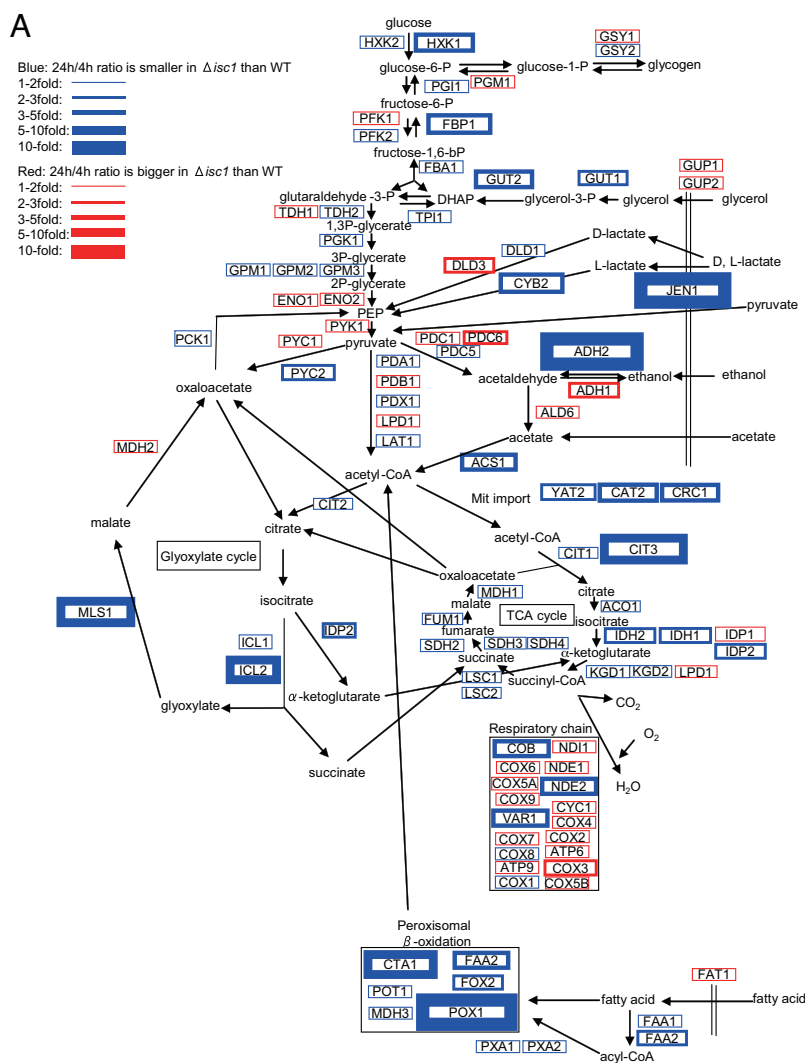 A
Blue: 24h/4h ratio is smaller in Δisc1 than WT
1-2fold:
2-3fold:
3-5fold:
5-10fold:
10-fold:
Red: 24h/4h ratio is bigger in Δisc1 than WT
1-2fold:
2-3fold:
3-5fold:
5-10fold:
10-fold:
glucose
HXK2 HXK1
GSY1
GSY2
glucose-6-P glucose-1-P glycogen
PGI1 PGM1
fructose-6-P
PFK1
PFK2
FBP1
fructose-1,6-bP
FBA1
GUT2 GUT1
GUP1
GUP2
glutaraldehyde -3-P DHAP glycerol-3-P glycerol glycerol
TDH1 TDH2
TPI1
1,3P-glycerate
PGK1
D-lactate
3P-glycerate
DLD1
GPM1 GPM2 GPM3
DLD3
L-lactate
D, L-lactate
2P-glycerate
CYB2
JEN1
ENO1 ENO2
PEP
pyruvate
PYK1
PCK1
PYC1
pyruvate
PDC1 PDC6
PDC5
ADH2
PYC2
PDA1
oxaloacetate
PDB1
acetaldehyde ethanol ethanol
PDX1
ADH1
LPD1
ALD6
MDH2
LAT1
acetate acetate
ACS1
acetyl-CoA
Mit import YAT2 CAT2 CRC1
CIT2
malate
citrate
acetyl-CoA
Glyoxylate cycle
CIT1 CIT3
oxaloacetate
MDH1
citrate
isocitrate
malate
ACO1
MLS1
FUM1
TCA cycle
isocitrate
IDP2
fumarate
IDH2 IDH1 IDP1
ICL1
SDH2
SDH3 SDH4
α-ketoglutarate
IDP2
ICL2
succinate
KGD1 KGD2 LPD1
α-ketoglutarate
LSC1
succinyl-CoA
LSC2
glyoxylate
CO2
Respiratory chain
O2
succinate
H2O
COB NDI1
COX6 NDE1
COX5A NDE2
COX9
CYC1
VAR1
COX4
COX7 COX2
COX8 ATP6
ATP9 COX3
COX1 COX5B
Peroxisomal
β-oxidation
CTA1 FAA2
FOX2
POT1
MDH3 POX1
FAT1
fatty acid fatty acid
FAA1
FAA2
PXA1 PXA2
acyl-CoA